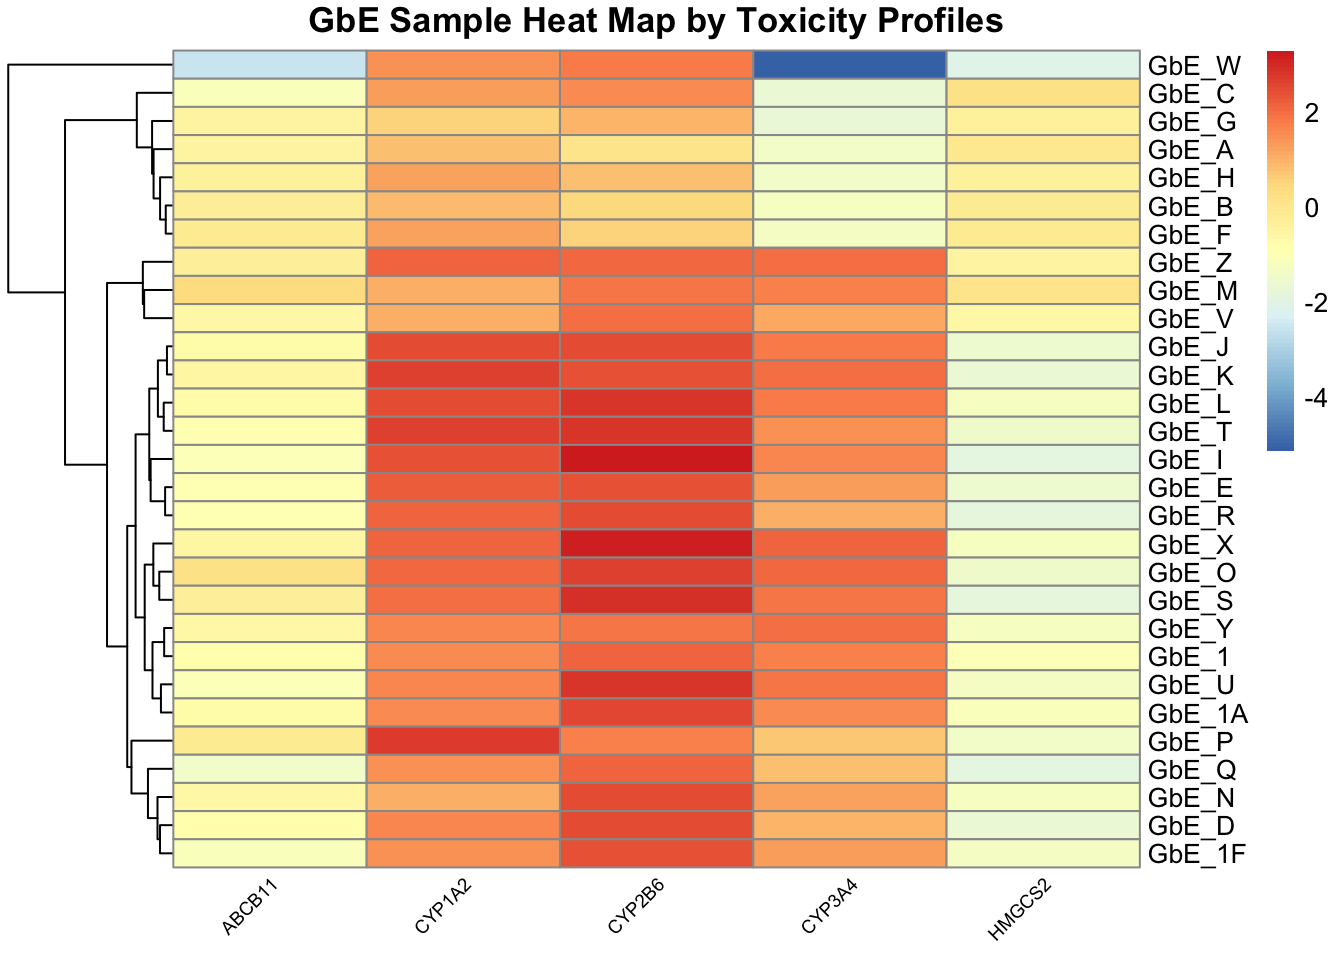 GbE Sample Heat Map by Toxicity Profiles
GbE_W
GbE_C
GbE_G
GbE_A
GbE_H
GbE_B
GbE_F
GbE_Z
GbE_M
GbE_V
GbE_J
GbE_K
GbE_L
GbE_T
GbE_I
GbE_E
GbE_R
GbE_X
GbE_O
GbE_S
GbE_Y
GbE_1
GbE_U
GbE_1A
GbE_P
GbE_Q
GbE_N
GbE_D
GbE_1F
2
0
-2
-4
ABCB11
CYP1A2
CYP2B6
CYP3A4
HMGCS2